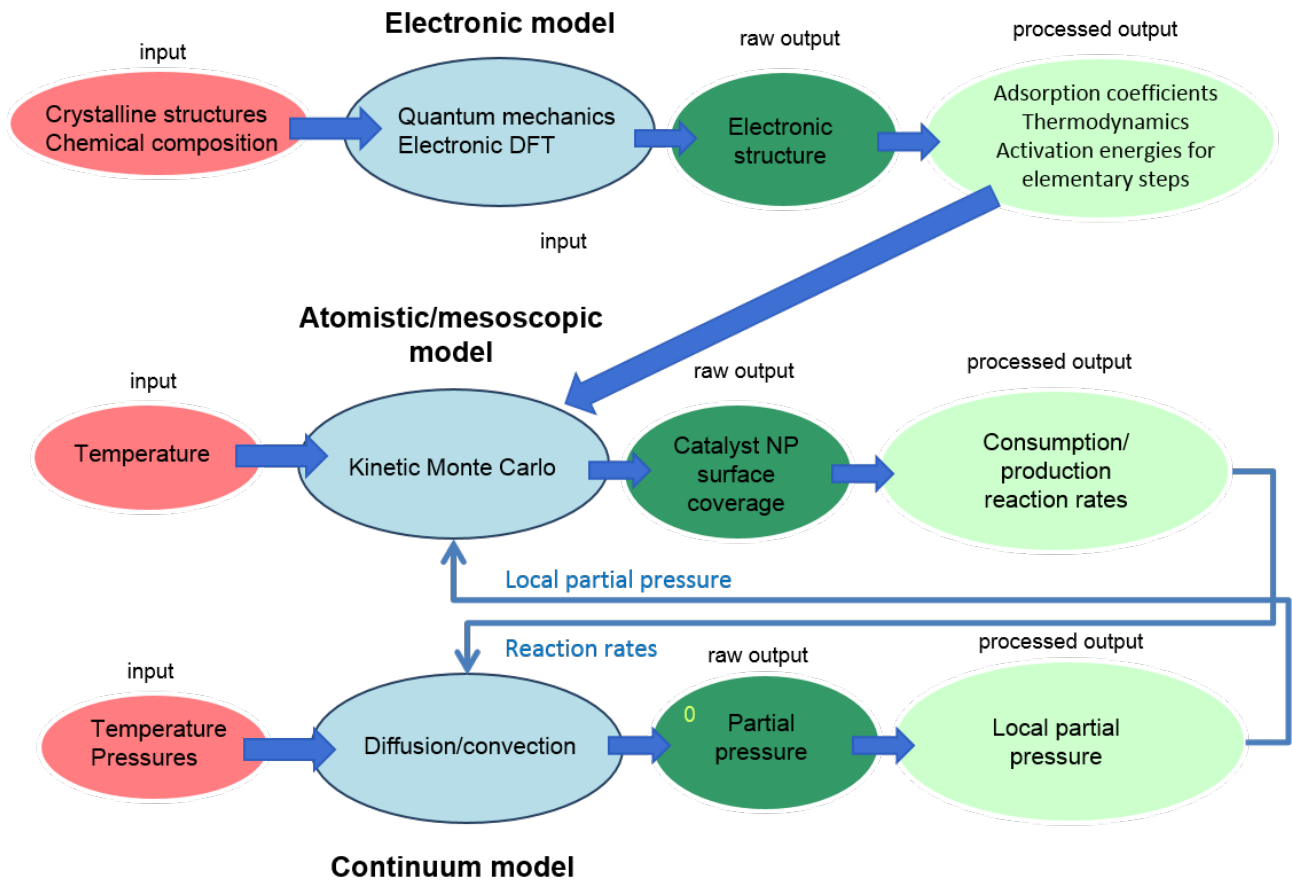 Electronic model
input
raw output
processed output
Crystalline structures
Chemical composition
Quantum mechanics
Electronic DFT
Electronic
structure
Adsorption coefficients
Thermodynamics
Activation energies for
elementary steps
input
Atomistic/mesoscopic
model
input
raw output
processed output
Temperature
Kinetic Monte Carlo
Catalyst NP
surface
coverage
Consumption/
production
reaction rates
Local partial pressure
Reaction rates
input
raw output
processed output
Temperature
Pressures
Diffusion/convection
0
Partial
pressure
Local partial
pressure
Continuum model